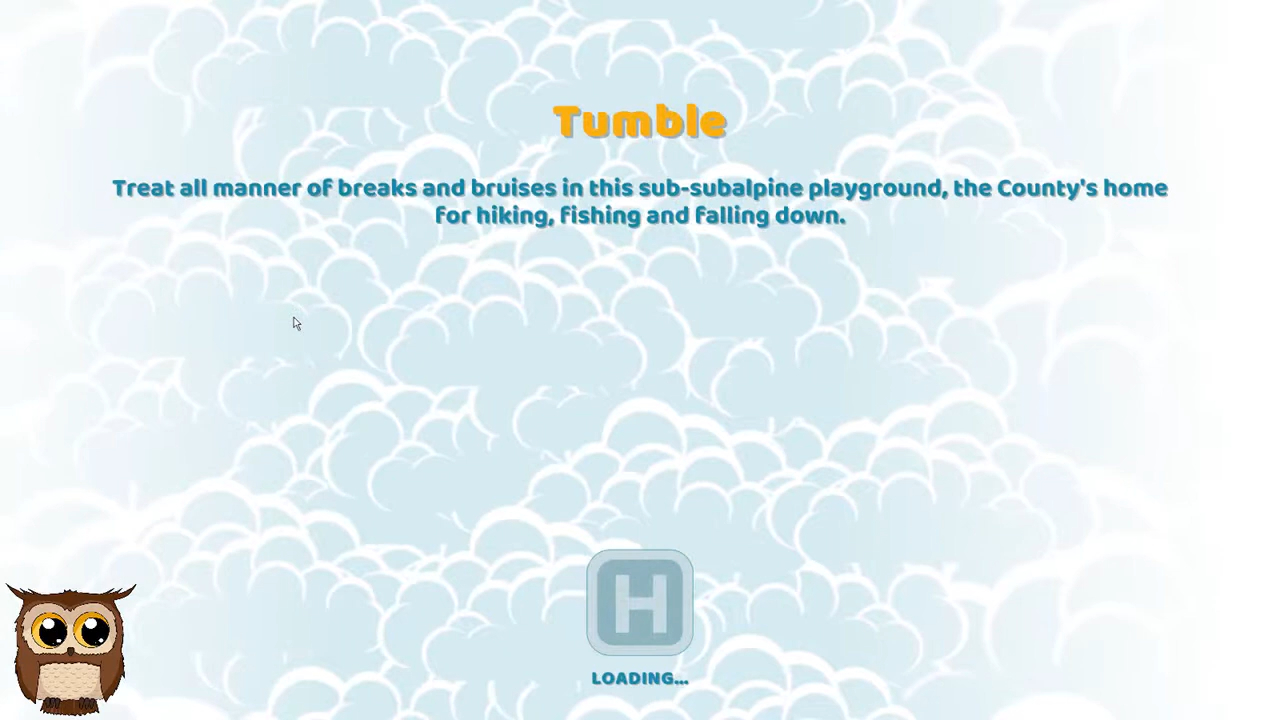 Tumble
Treat all manner of breaks and bruises in this sub-subalpine playground, the County's home
for hiking, fishing and falling down.
H
LOADING...